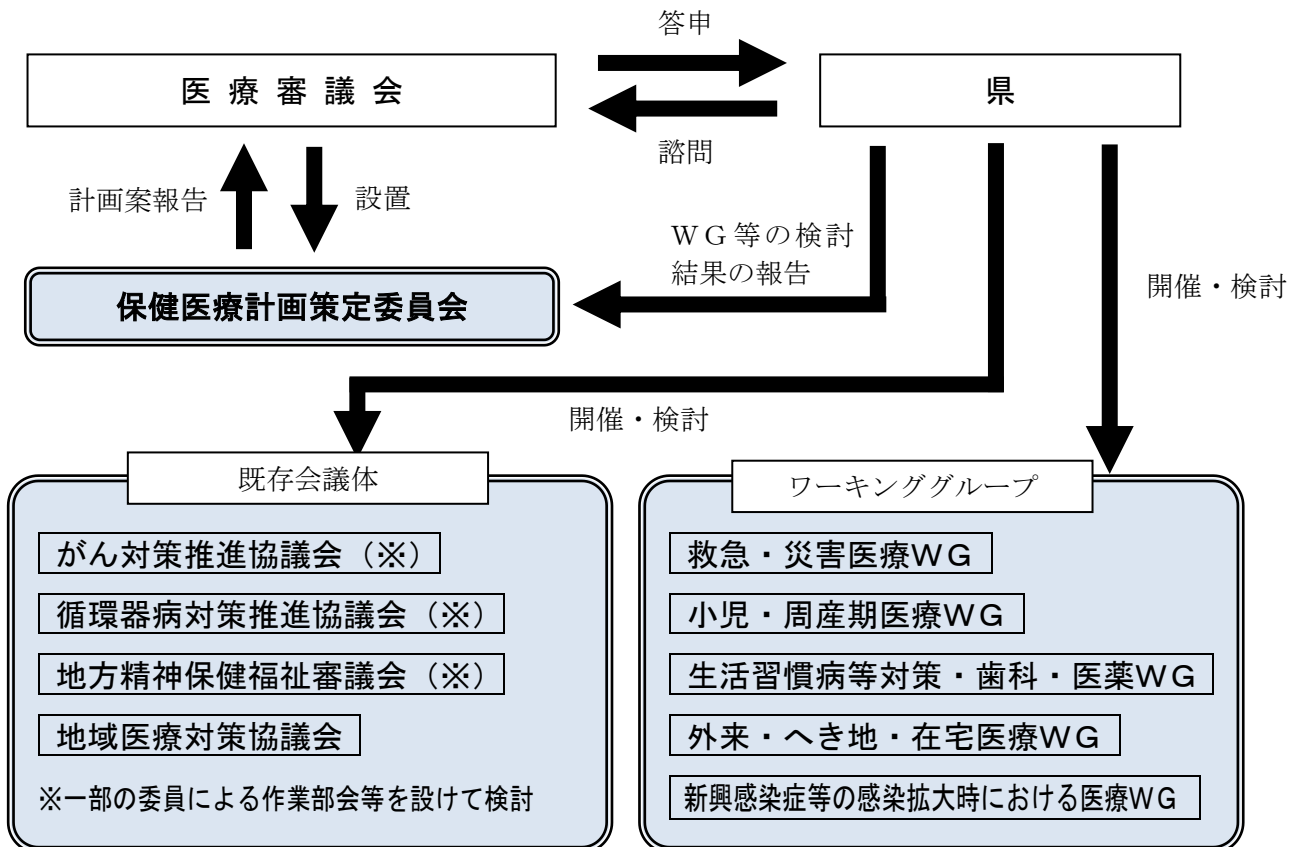 答申
医療審議会
県
諮問
計画案報告
設置
ＷＧ等の検討
結果の報告
保健医療計画策定委員会
開催・検討
開催・検討
既存会議体
がん対策推進協議会（※）
循環器病対策推進協議会（※）
地方精神保健福祉審議会（※）
地域医療対策協議会
※一部の委員による作業部会等を設けて検討
ワーキンググループ
救急・災害医療ＷＧ
小児・周産期医療ＷＧ
生活習慣病等対策・歯科・医薬ＷＧ
外来・へき地・在宅医療ＷＧ
新興感染症等の感染拡大時における医療ＷＧ